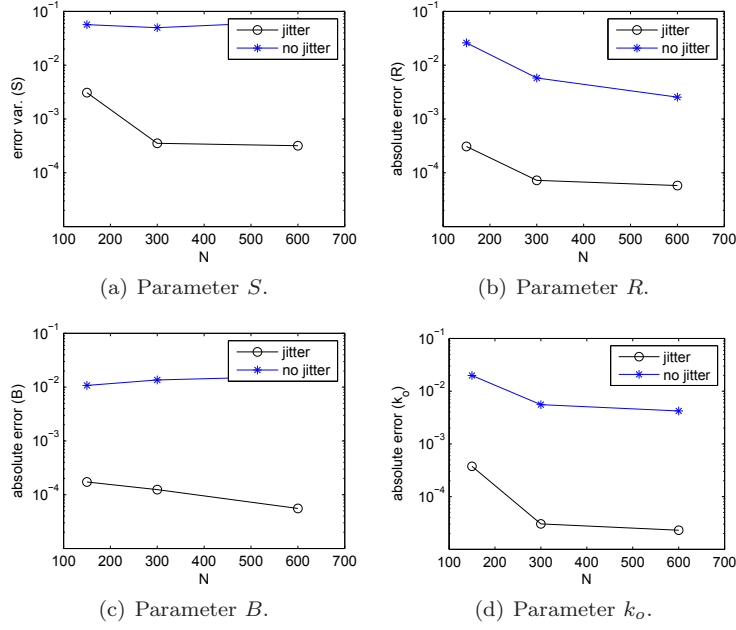 10^{-1}
10^{-2}
10^{-3}
10^{-4}
error var. (S)
jitter
no jitter
100 200 300 400 500 600 700
N
(a) Parameter S.
10^{-1}
10^{-2}
10^{-3}
10^{-4}
absolute error (R)
jitter
no jitter
100 200 300 400 500 600 700
N
(b) Parameter R.
10^{-1}
10^{-2}
10^{-3}
10^{-4}
absolute error (B)
jitter
no jitter
100 200 300 400 500 600 700
N
(c) Parameter B.
10^{-1}
10^{-2}
10^{-3}
10^{-4}
absolute error (k_o)
jitter
no jitter
100 200 300 400 500 600 700
N
(d) Parameter k_o.